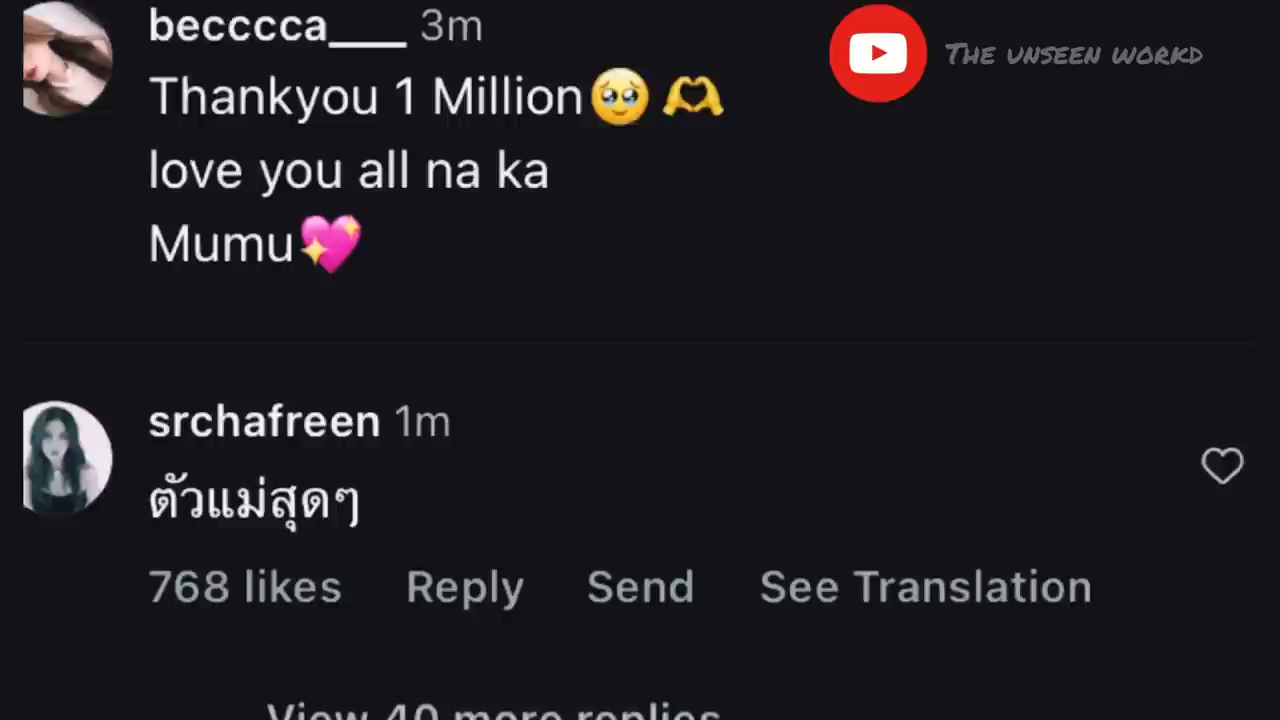 becccca___ 3m
THE UNSEEN WORKD
Thankyou 1 Million🥹 🫶
love you all na ka
Mumu💖
srchafreen 1m
ตัวแม่สุดๆ
768 likes Reply Send See Translation
View 40 more replies